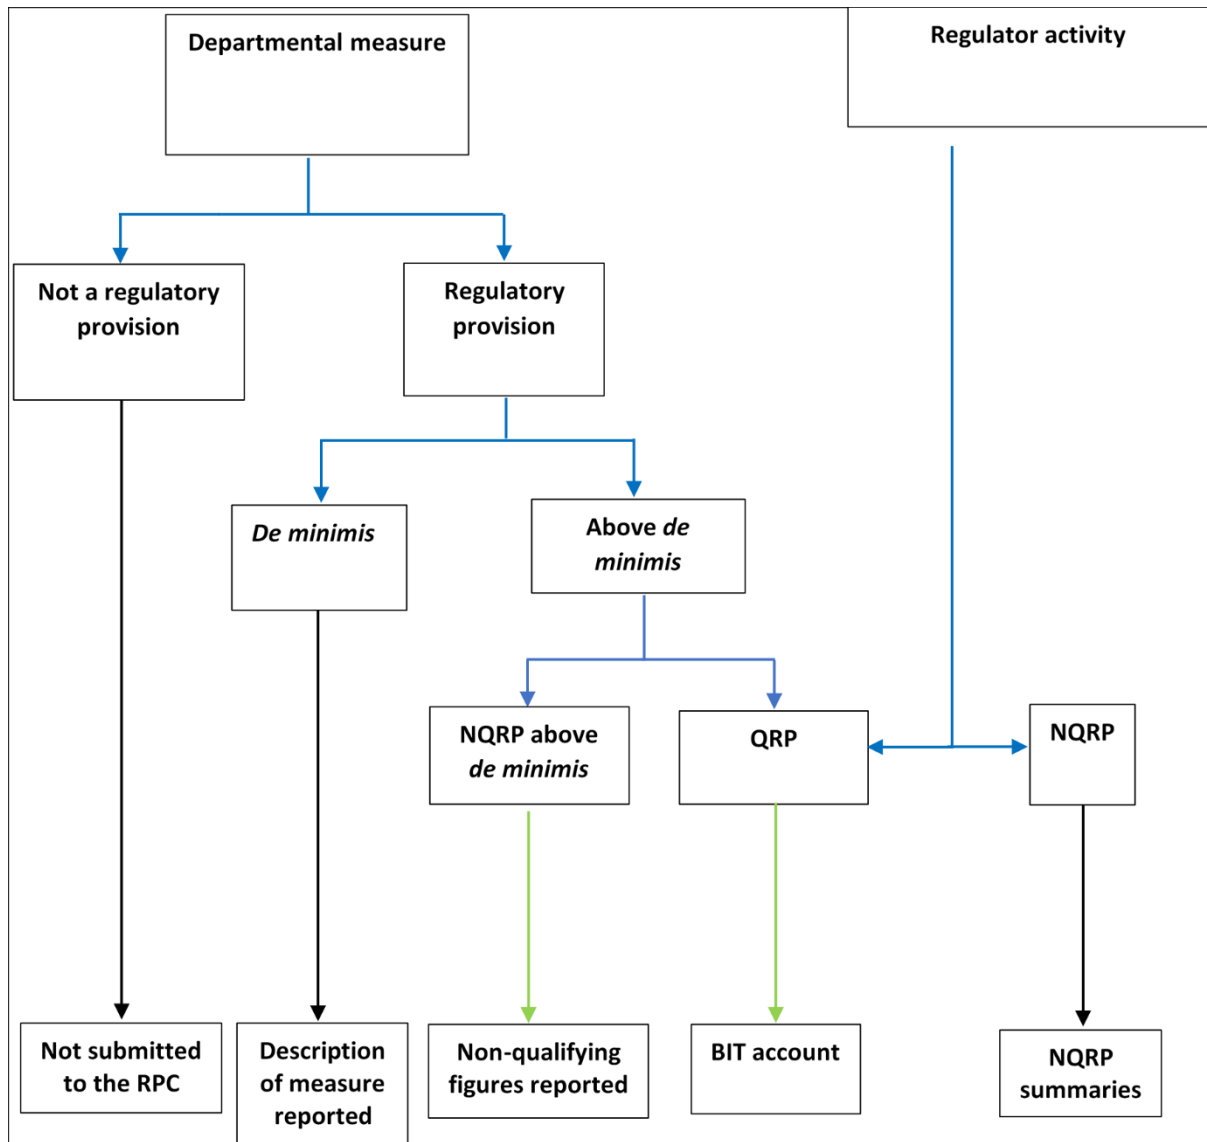 Departmental measure
Regulator activity
Not a regulatory
provision
Regulatory
provision
De minimis
Above de
minimis
NQRP above
de minimis
QRP
NQRP
Not submitted
to the RPC
Description
of measure
reported
Non-qualifying
figures reported
BIT account
NQRP
summaries